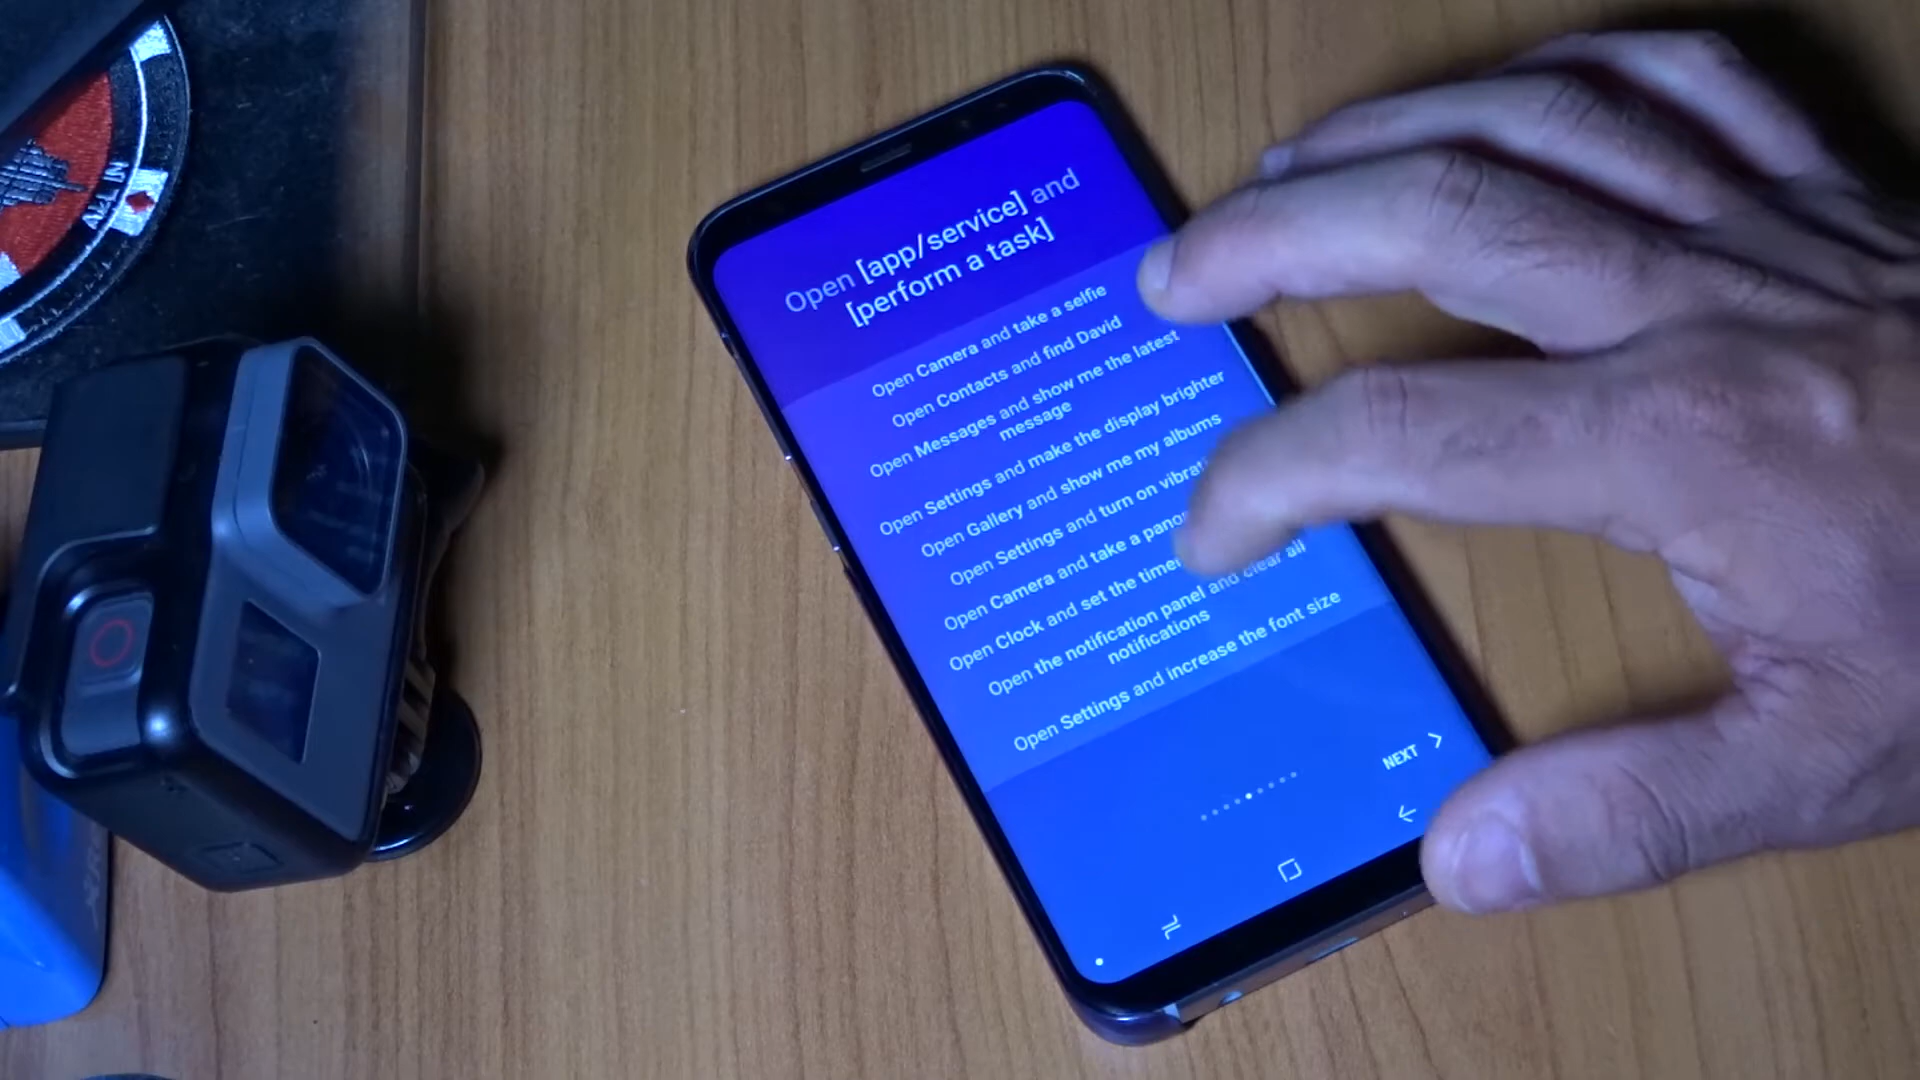 ALL IN
Open [app/service] and
[perform a task]
Open Camera and take a selfie
Open Contacts and find David
Open Messages and show me the latest
message
Open Settings and make the display brighter
Open Gallery and show me my albums
Open Settings and turn on
Open Camera and take a
Open Clock and set the timer
Open the notification panel and clear all
notifications
Open Settings and increase the font size
NEXT